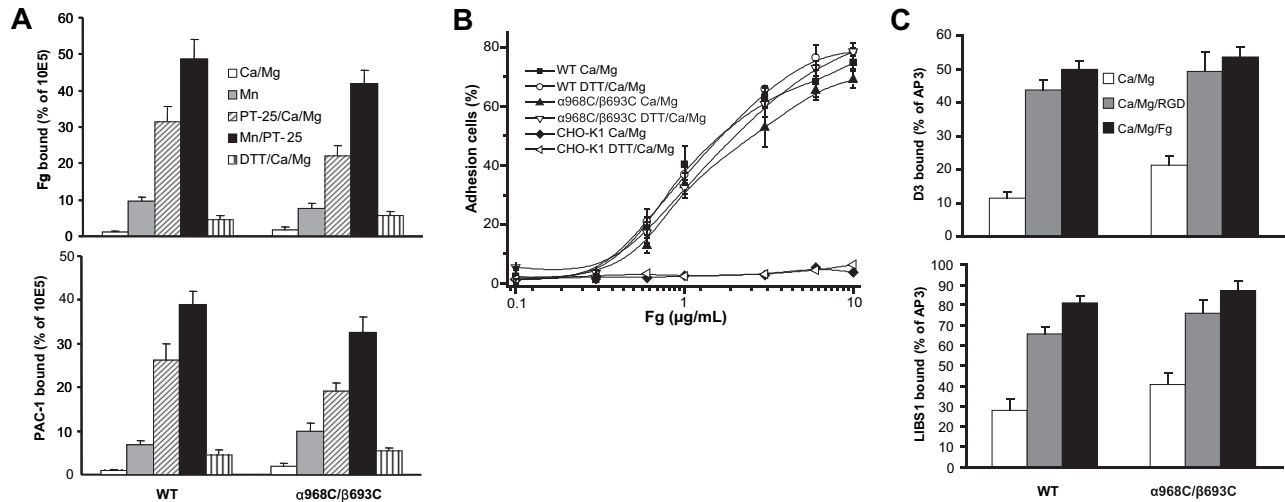 A
Fg bound (% of 10E5)
60
50
40
30
20
10
0
Ca/Mg
Mn
PT-25/Ca/Mg
Mn/PT-25
DTT/Ca/Mg
PAC-1 bound (% of 10E5)
50
40
30
20
10
0
WT
α968C/β693C
B
Adhesion cells (%)
80
60
40
20
0
WT Ca/Mg
WT DTT/Ca/Mg
α968C/β693C Ca/Mg
α968C/β693C DTT/Ca/Mg
CHO-K1 Ca/Mg
CHO-K1 DTT/Ca/Mg
0.1
1
10
Fg (µg/mL)
C
D3 bound (% of AP3)
60
50
40
30
20
10
0
Ca/Mg
Ca/Mg/RGD
Ca/Mg/Fg
LIBS1 bound (% of AP3)
100
90
80
70
60
50
40
30
20
10
0
WT
α968C/β693C